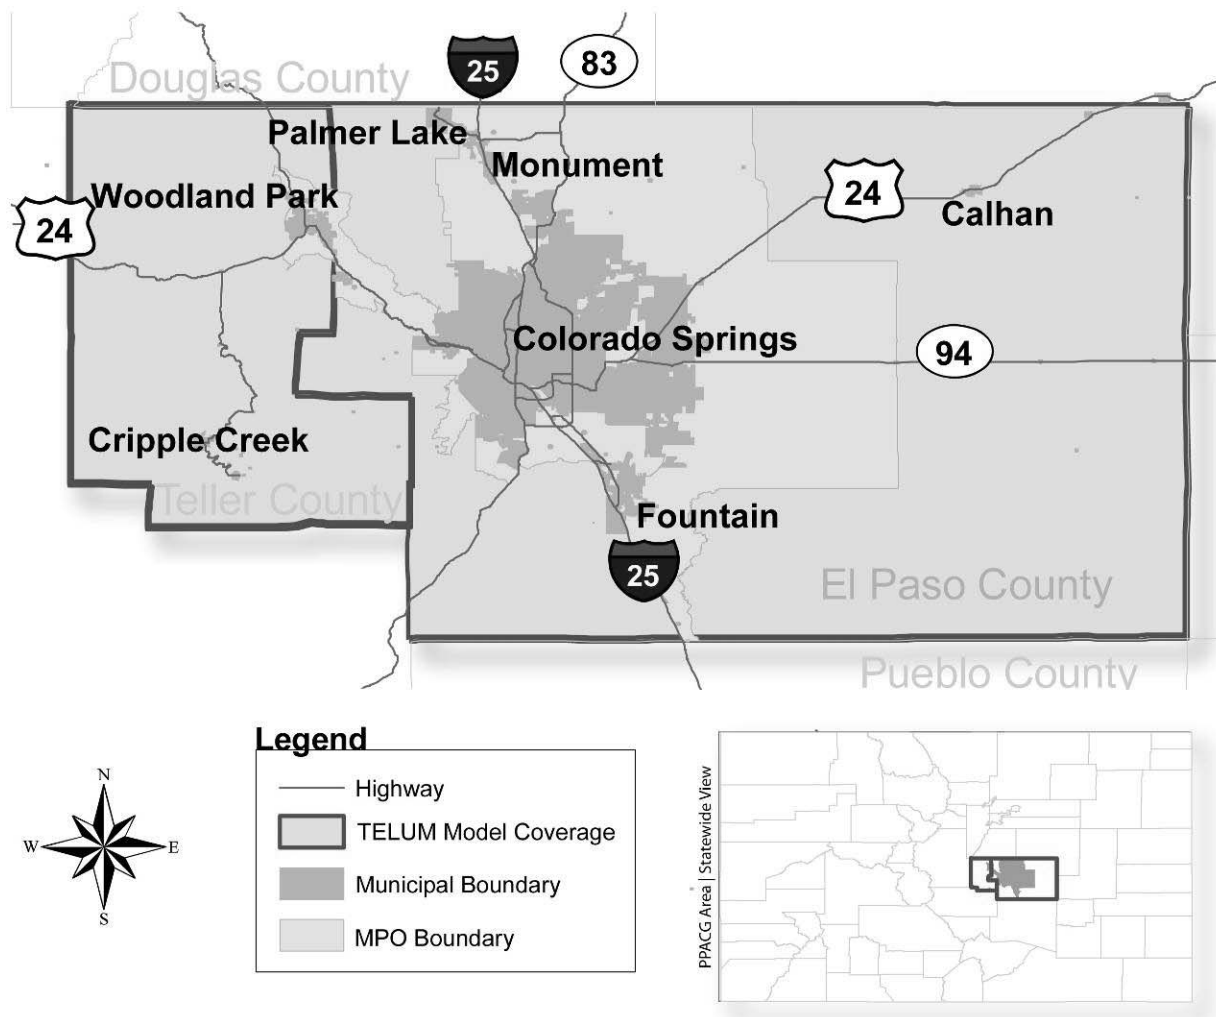 Douglas County
25
83
Palmer Lake
Monument
Woodland Park
24
24
Calhan
Colorado Springs
94
Cripple Creek
Teller County
Fountain
25
El Paso County
Pueblo County
Legend
Highway
TELUM Model Coverage
Municipal Boundary
MPO Boundary
N
W
E
S
PPACG Area | Statewide View